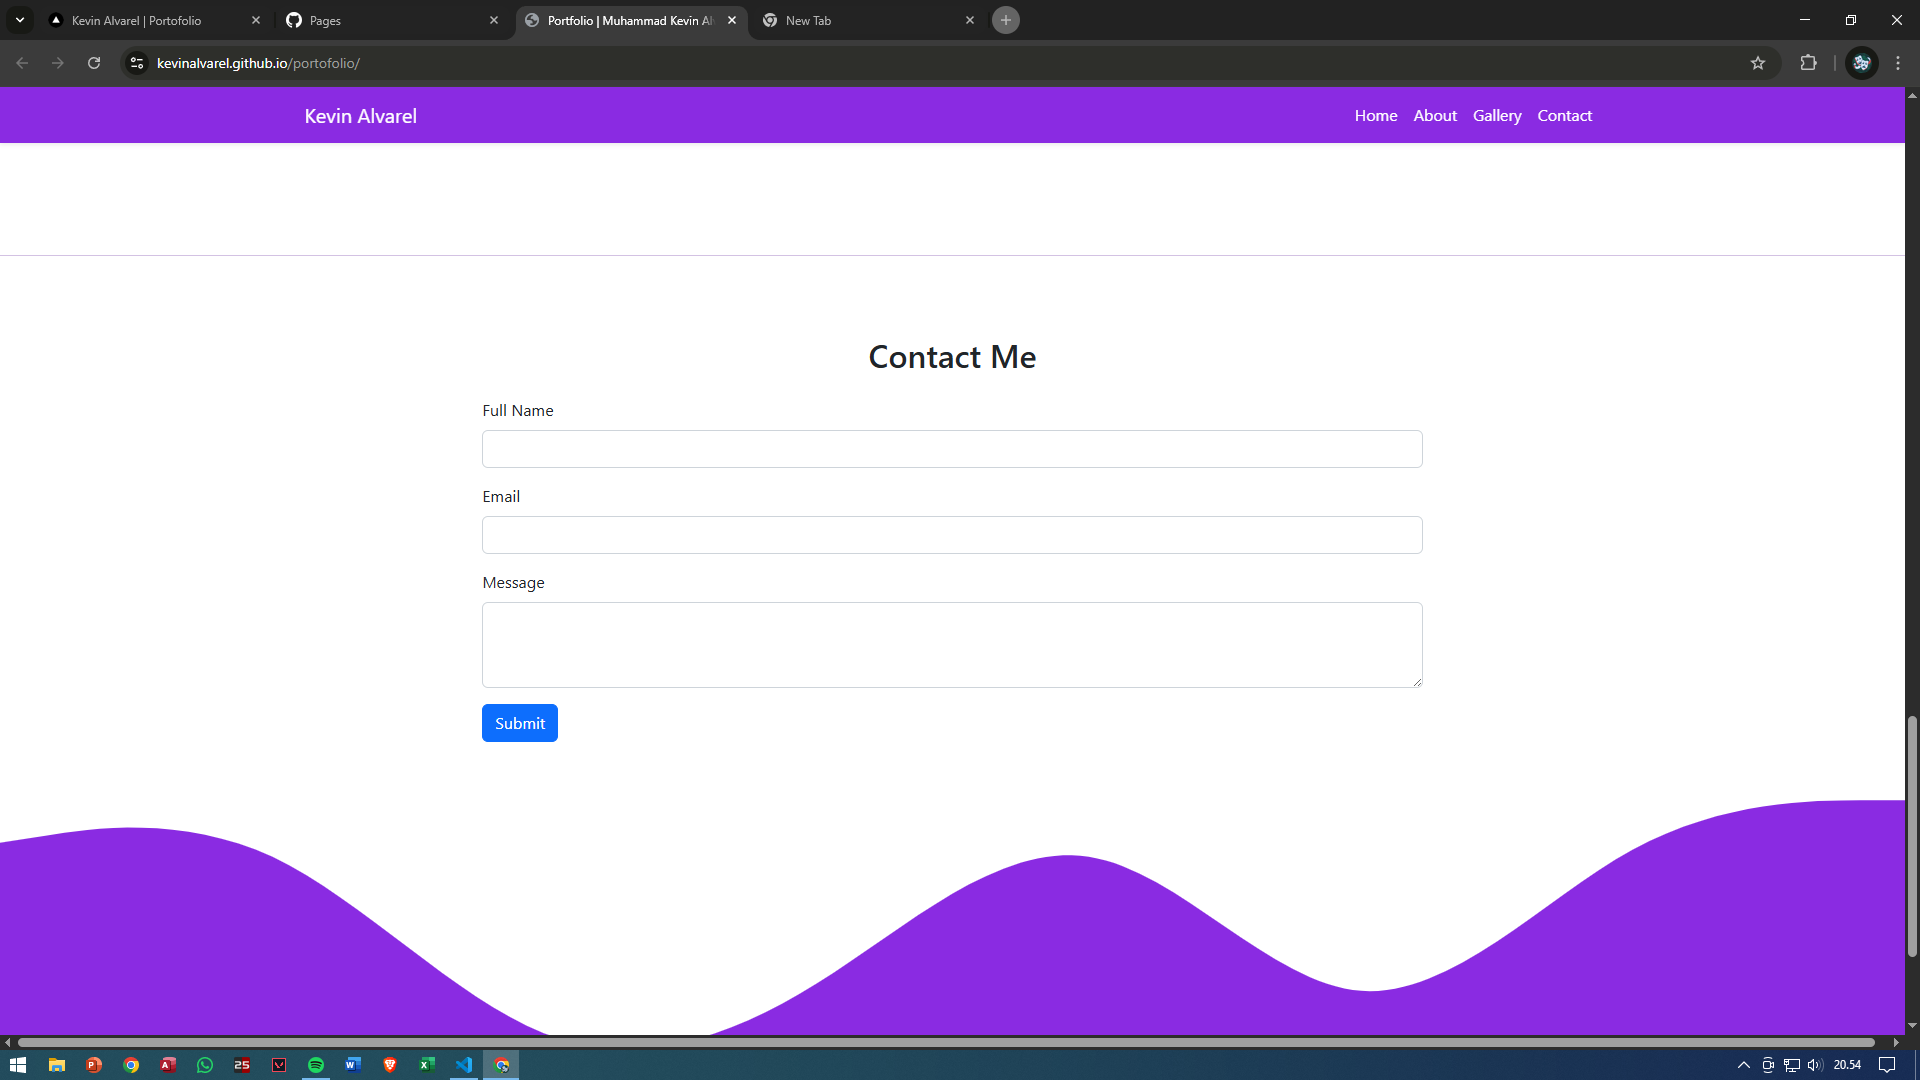 Kevin Alvarel | Portofolio
Pages
Portfolio | Muhammad Kevin Al
New Tab
kevinalvarel.github.io/portofolio/
Kevin Alvarel
Home
About
Gallery
Contact
Contact Me
Full Name
Email
Message
Submit
25
20.54